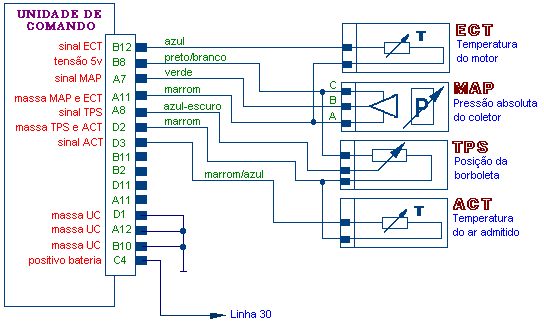 UNIDADE DE
COMANDO
sinal ECT B12 azul
tensão 5v B8 preto/branco
sinal MAP A7 verde
massa MAP e ECT A11 marrom
sinal TPS A8 azul-escuro
massa TPS e ACT D2 marrom
sinal ACT D3
B11
B2
D11
A11
marrom/azul
massa UC D1
massa UC A12
massa UC B10
positivo bateria C4
Linha 30
T
ECT
Temperatura
do motor
C
B
A
P
MAP
Pressão absoluta
do coletor
TPS
Posição da
borboleta
T
ACT
Temperatura
do ar admitido